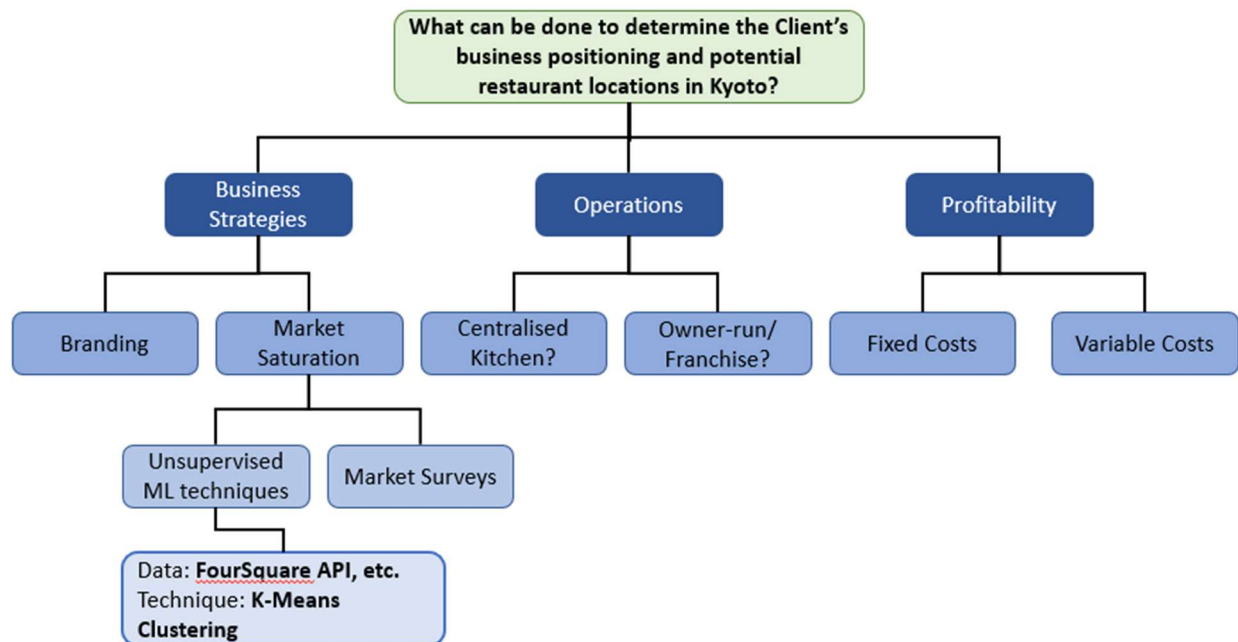 What can be done to determine the Client's
business positioning and potential
restaurant locations in Kyoto?
Business
Strategies
Operations
Profitability
Branding
Market
Saturation
Centralised
Kitchen?
Owner-run/
Franchise?
Fixed Costs
Variable Costs
Unsupervised
ML techniques
Market Surveys
Data: FourSquare API, etc.
Technique: K-Means
Clustering